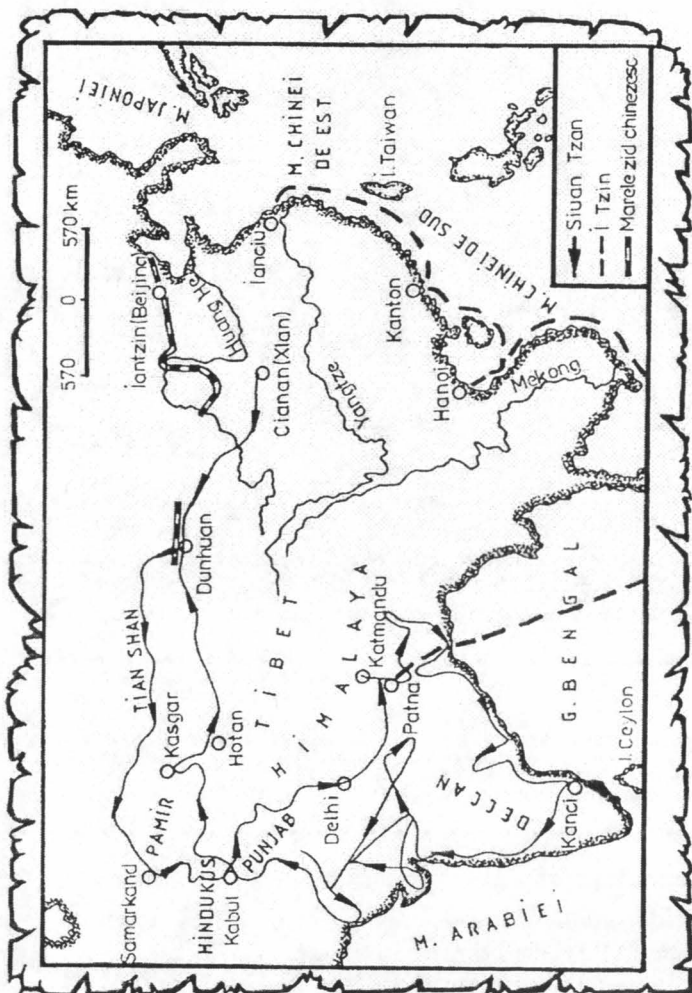 M. JAPONIEI
570 0 570 km
Iantzin(Beijing)
Huang He
Ianciu
M. CHINEI
DE EST
I. Taiwan
Cianan(Xian)
Yangtze
Kanton
M. CHINEI DE SUD
Hanoi
Mekong
Dunhuan
TIAN SHAN
Kasgar
Hotan
PAMIR
Samarkand
HINDUKUS
Kabul
PUNJAB
TIBET
HIMALAYA
Katmandu
Patna
Delhi
DECCAN
G. BENGAL
Kanci
I. Ceylon
M. ARABIEI
Siuan Tzan
I Tzin
Marele zid chinezesc